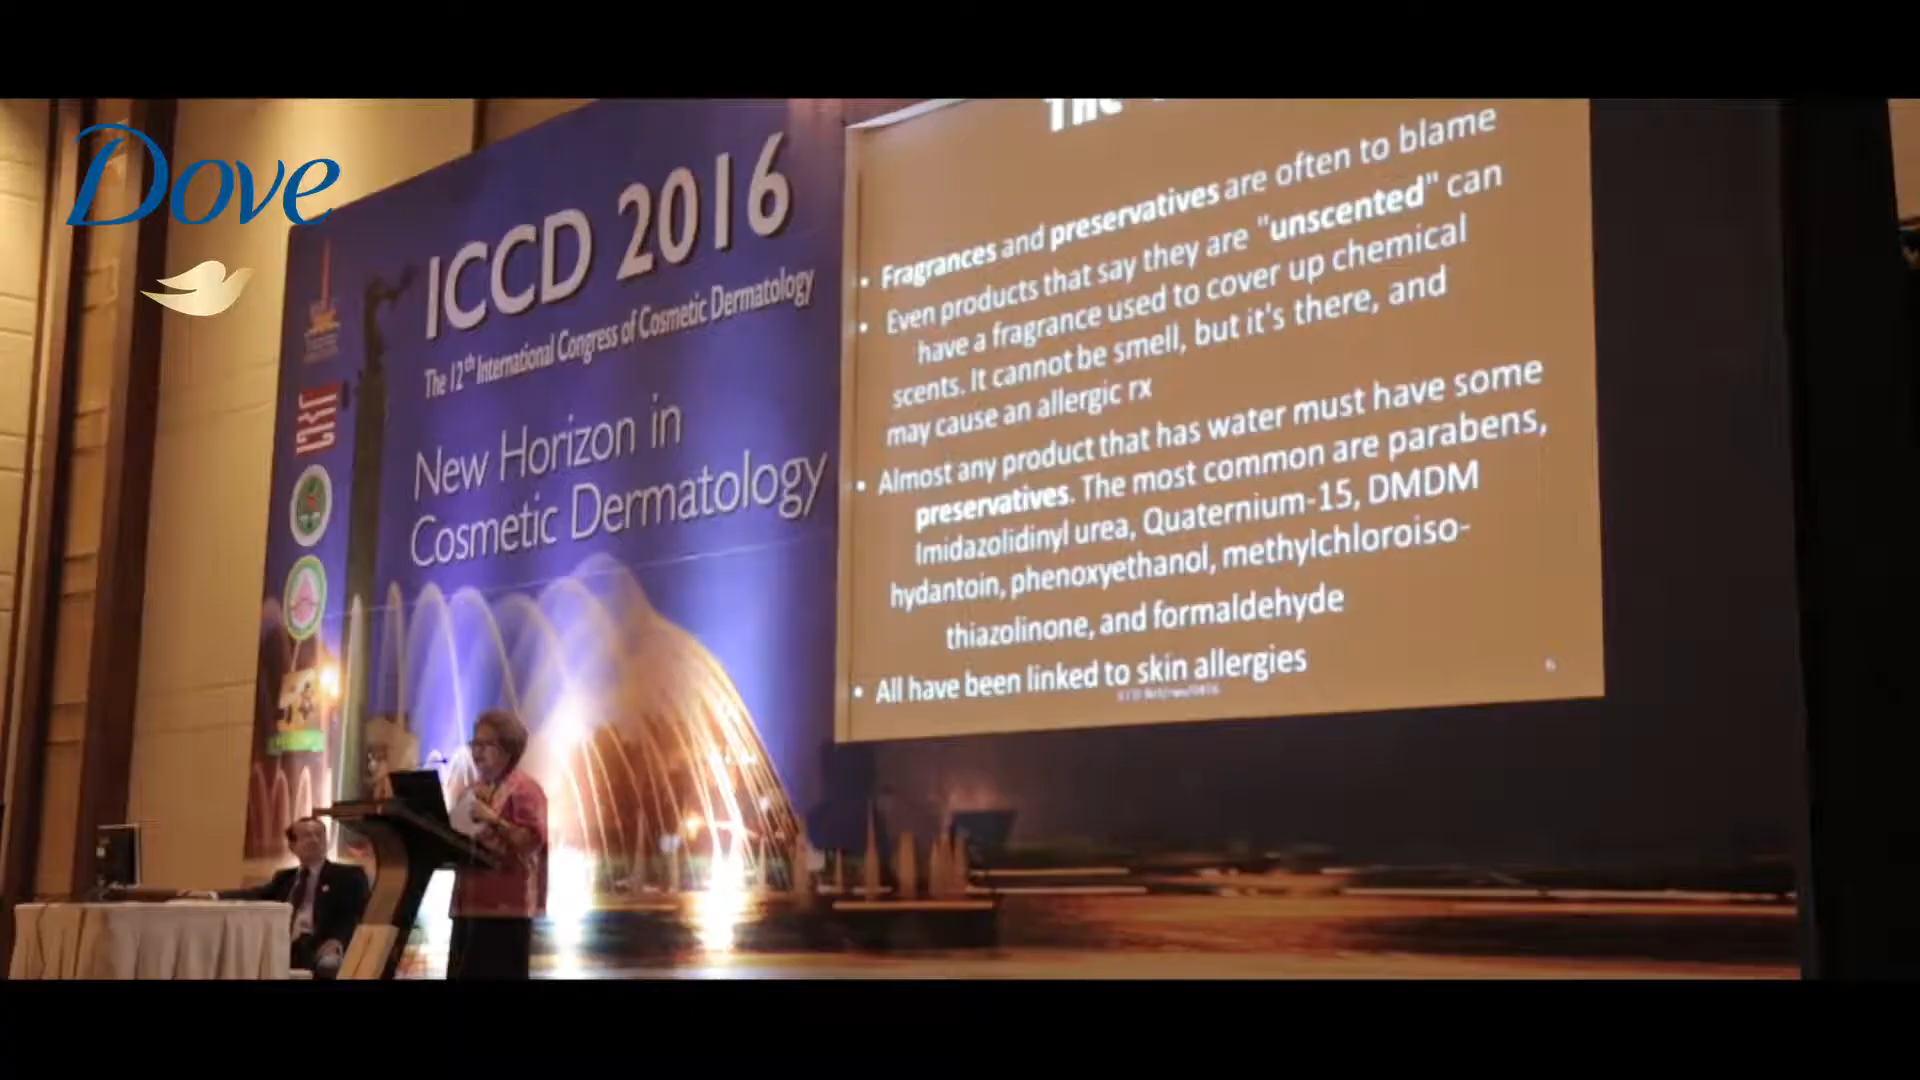 Dove
ICCD 2016
The 12th International Congress of Cosmetic Dermatology
New Horizon in
Cosmetic Dermatology
The
• Fragrances and preservatives are often to blame
• Even products that say they are "unscented" can
have a fragrance used to cover up chemical
scents. It cannot be smell, but it's there, and
may cause an allergic rx
• Almost any product that has water must have some
preservatives. The most common are parabens,
Imidazolidinyl urea, Quaternium-15, DMDM
hydantoin, phenoxyethanol, methylchloroiso-
thiazolinone, and formaldehyde
• All have been linked to skin allergies
6